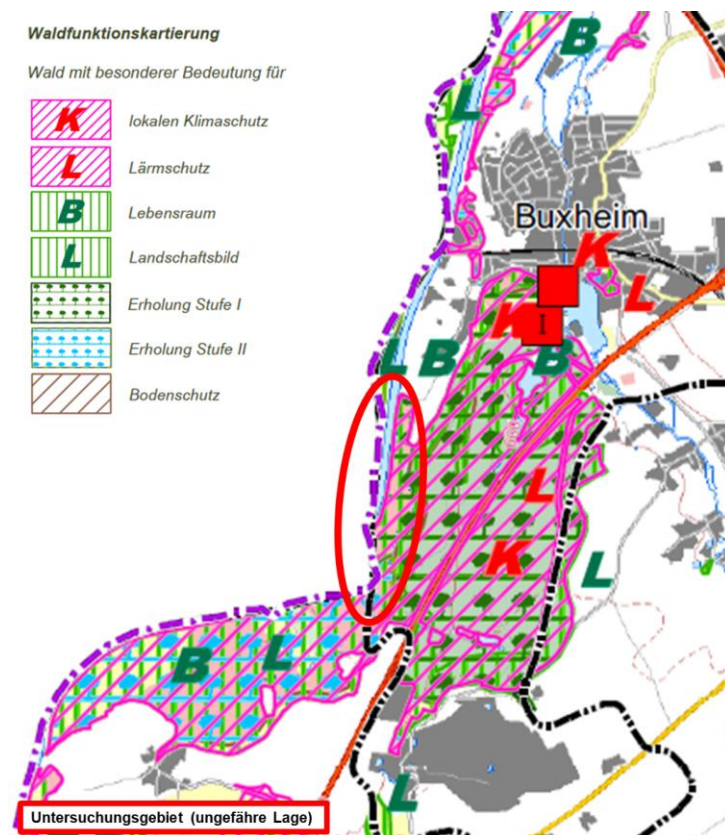 Waldfunktionskartierung
Wald mit besonderer Bedeutung für
K lokalen Klimaschutz
L Lärmschutz
B Lebensraum
L Landschaftsbild
Erholung Stufe I
Erholung Stufe II
Bodenschutz
B
L
Buxheim
K
L
K
I
L
B
B
L
K
L
B
L
L
Untersuchungsgebiet (ungefähre Lage)